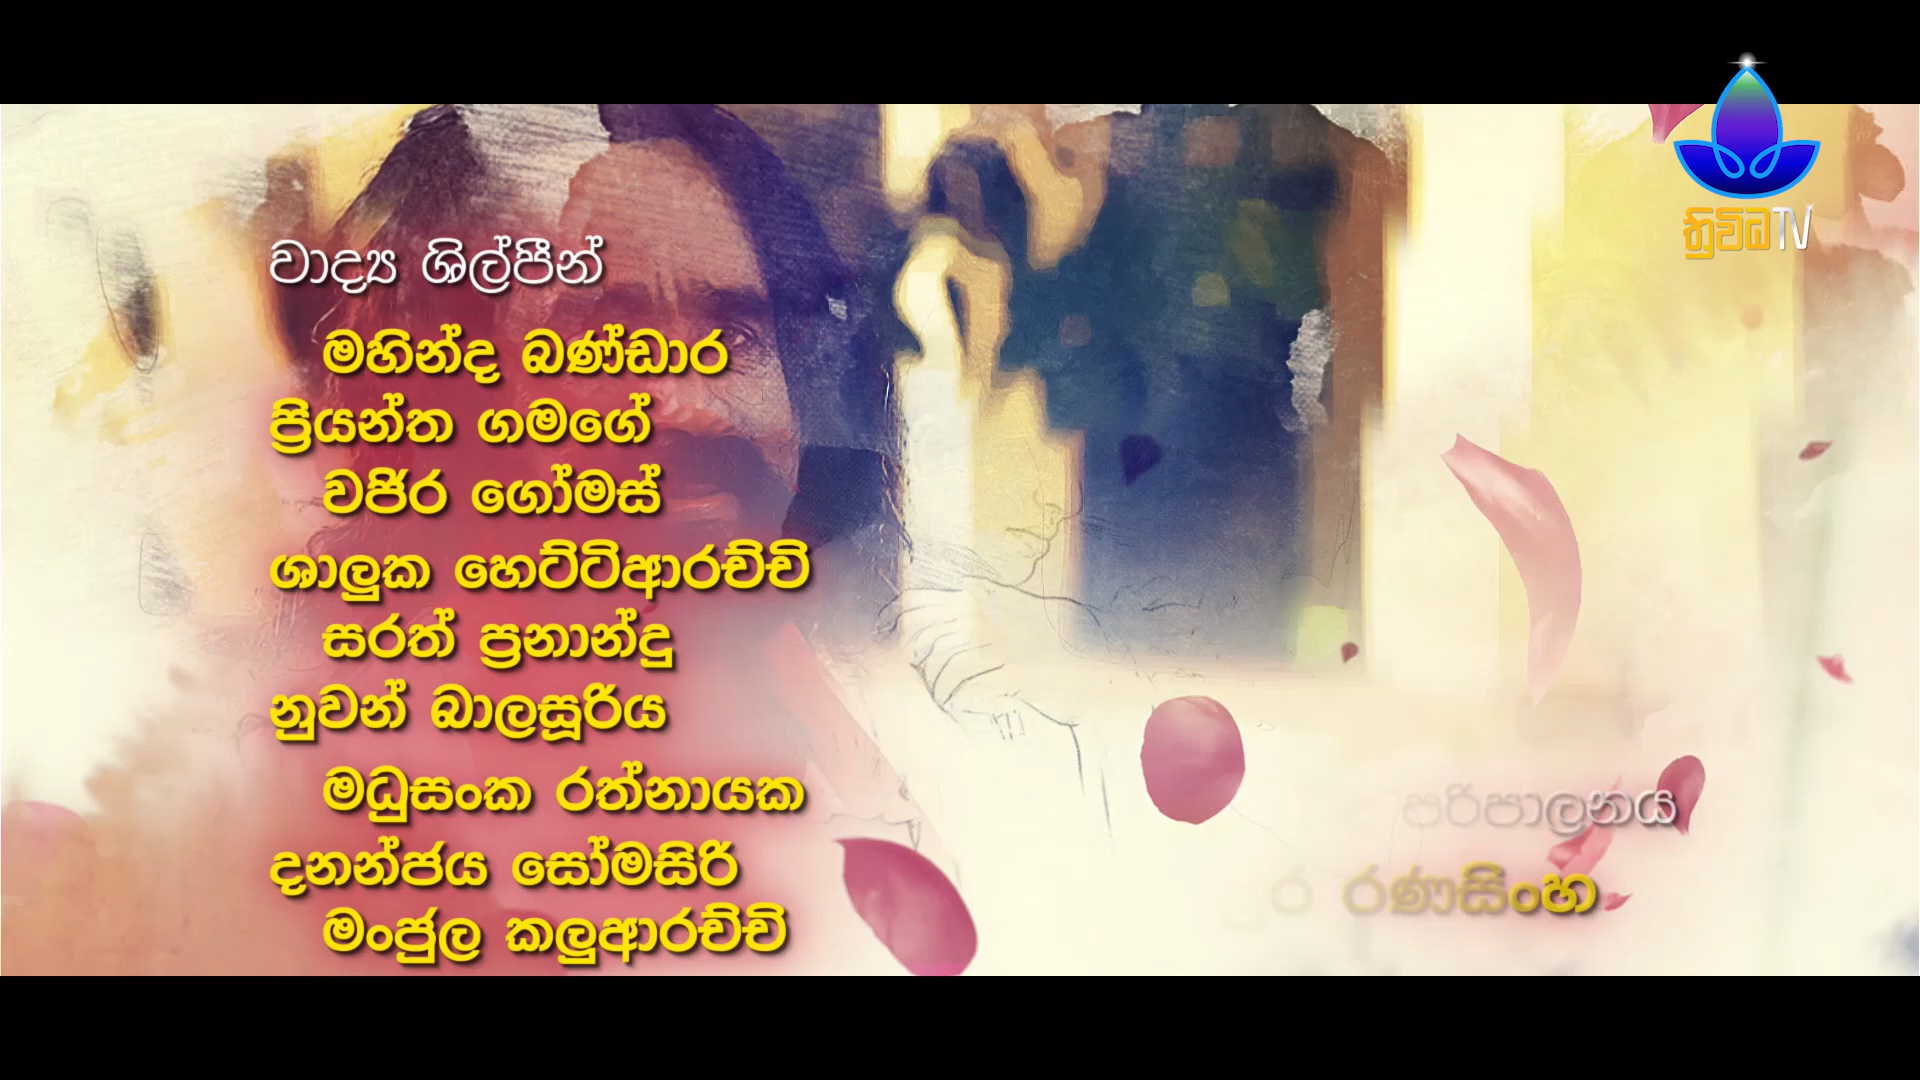 ත්‍රිවිධ TV
වාද්‍ය ශිල්පීන්
මහින්ද බණ්ඩාර
ප්‍රියන්ත ගමගේ
වජිර ගෝමස්
ශාලුක හෙට්ටිආරච්චි
සරත් ප්‍රනාන්දු
නුවන් බාලසූරිය
මධුසංක රත්නායක
දනන්ජය සෝමසිරි
මංජුල කලුආරච්චි
පරිපාලනය
රණසිංහ